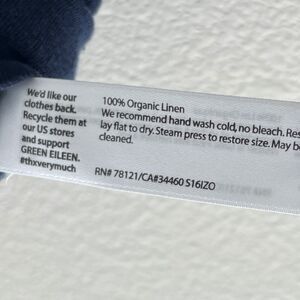 We'd like our
clothes back.
Recycle them at
our US stores
and support
GREEN EILEEN.
#thxverymuch
100% Organic Linen
We recommend hand wash cold, no bleach. Res
lay flat to dry. Steam press to restore size. May be
cleaned.
RN# 78121/CA#34460 S16IZO